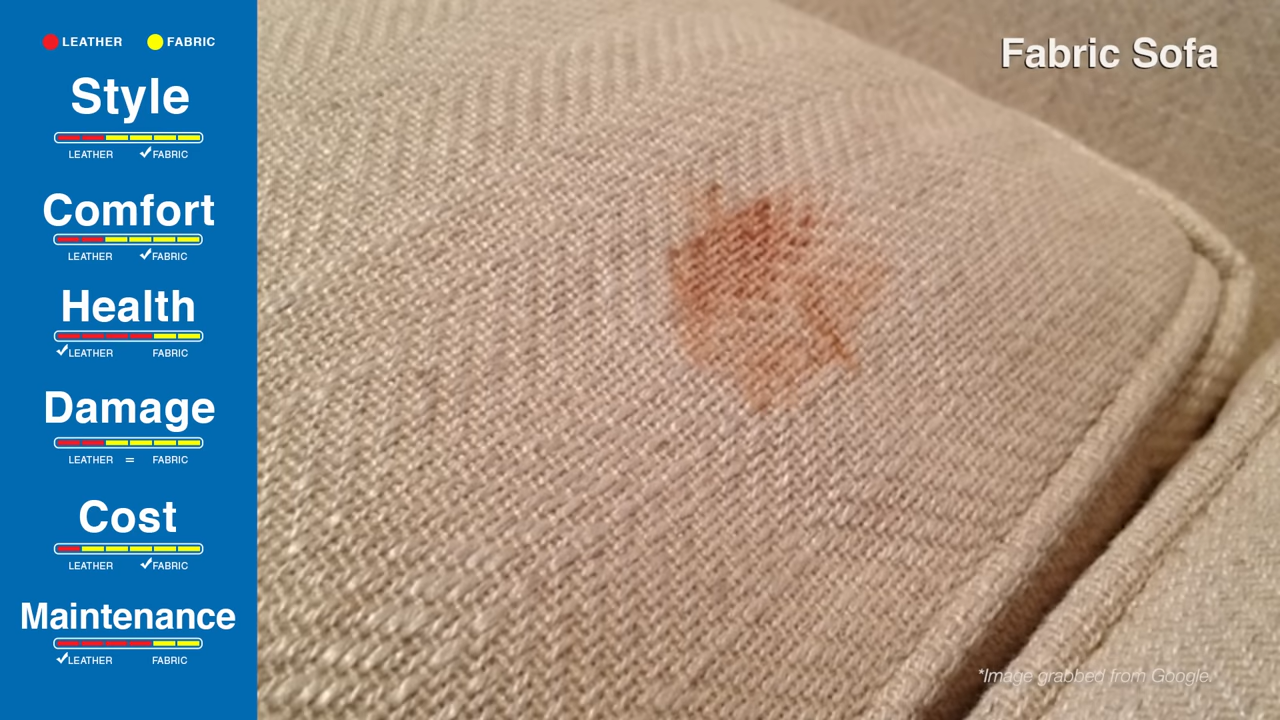 LEATHER FABRIC
Style
LEATHER ✓FABRIC
Comfort
LEATHER ✓FABRIC
Health
✓LEATHER FABRIC
Damage
LEATHER = FABRIC
Cost
LEATHER ✓FABRIC
Maintenance
✓LEATHER FABRIC
Fabric Sofa
*Image grabbed from Google.*